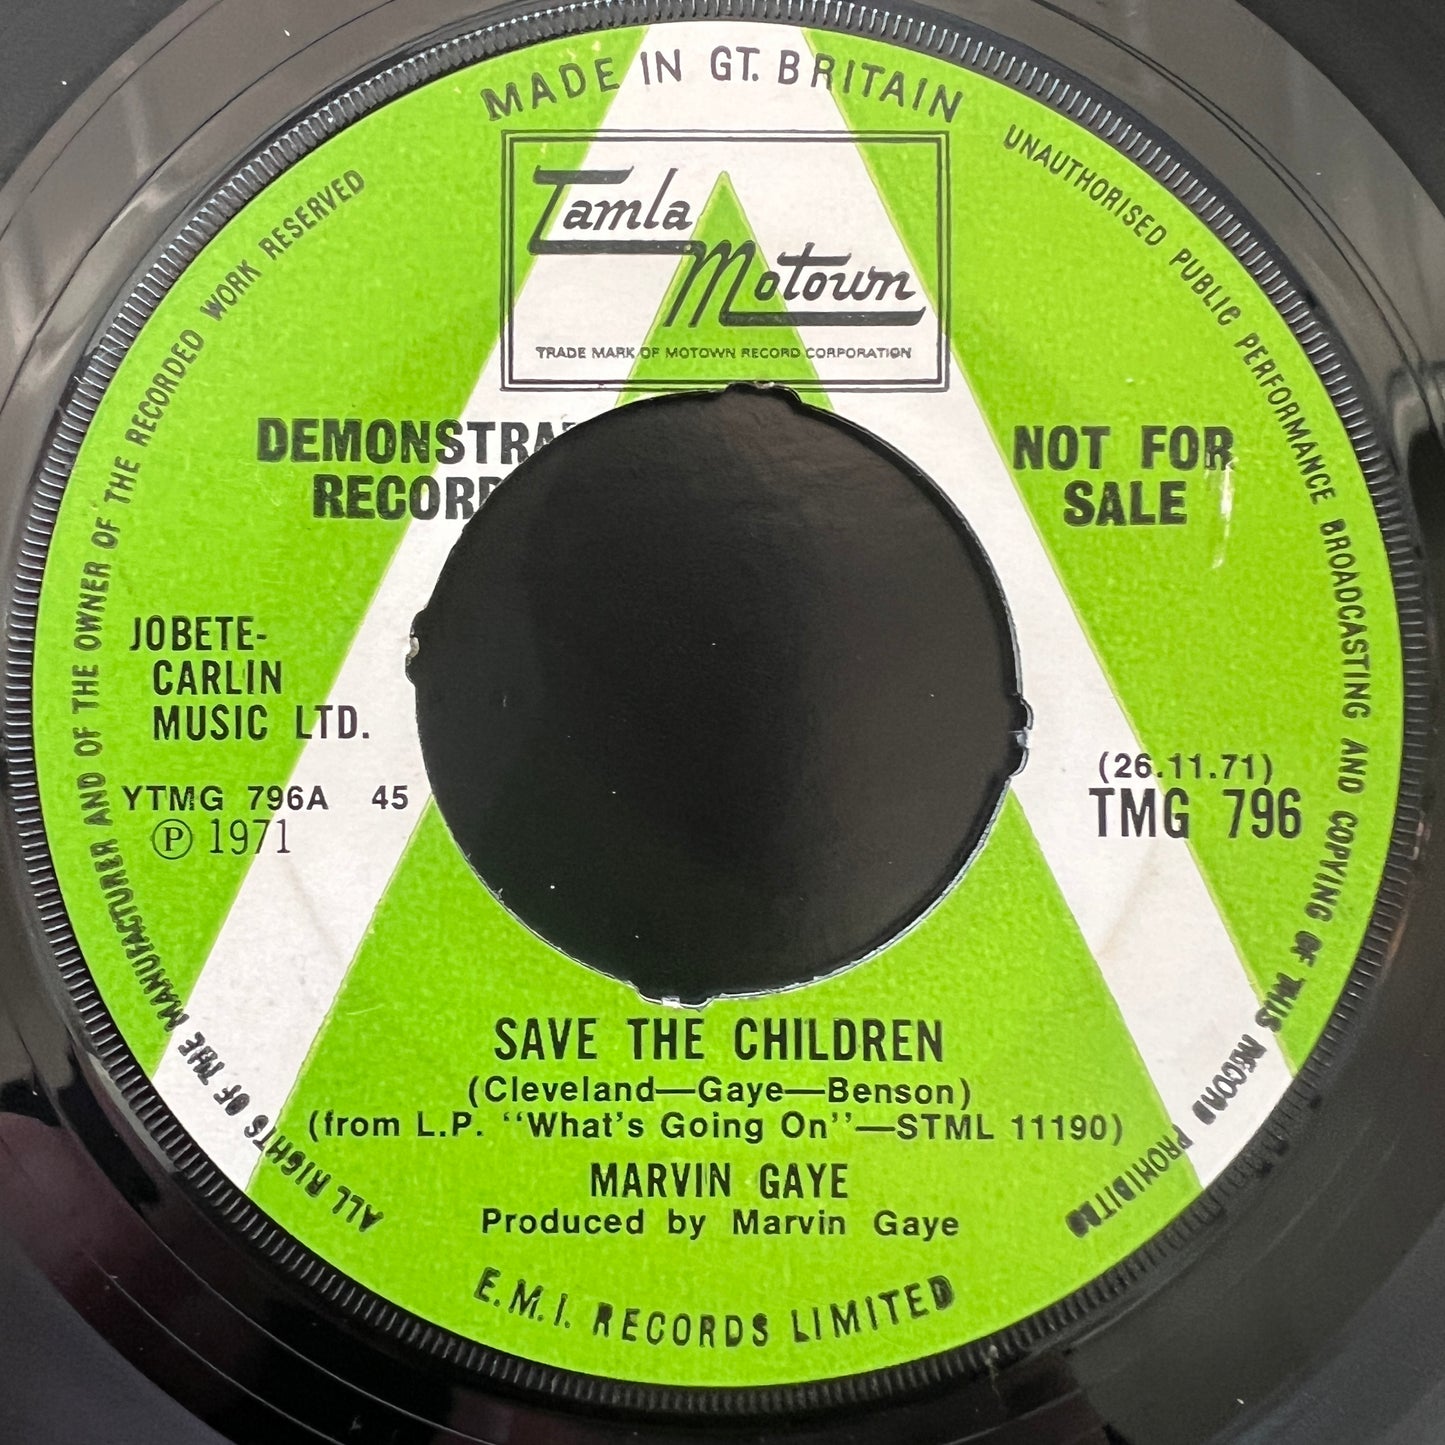 MADE IN GT. BRITAIN
Tamla
Motown
TRADE MARK OF MOTOWN RECORD CORPORATION
ALL RIGHTS OF THE MANUFACTURER AND OF THE OWNER OF THE RECORDED WORK RESERVED
UNAUTHORISED PUBLIC PERFORMANCE BROADCASTING AND COPYING OF THIS RECORD PROHIBITED
DEMONSTRAT
RECORD
NOT FOR
SALE
JOBETE-
CARLIN
MUSIC LTD.
YTMG 796A 45
Ⓟ 1971
(26.11.71)
TMG 796
SAVE THE CHILDREN
(Cleveland—Gaye—Benson)
(from L.P. "What's Going On"—STML 11190)
MARVIN GAYE
Produced by Marvin Gaye
E.M.I. RECORDS LIMITED